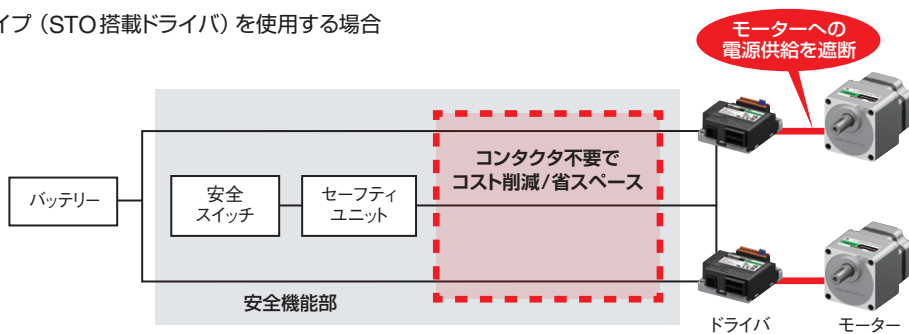 イプ（STO搭載ドライバ）を使用する場合
モーターへの
電源供給を遮断
コンタクタ不要で
コスト削減/省スペース
バッテリー
安全
スイッチ
セーフティ
ユニット
安全機能部
ドライバ
モーター